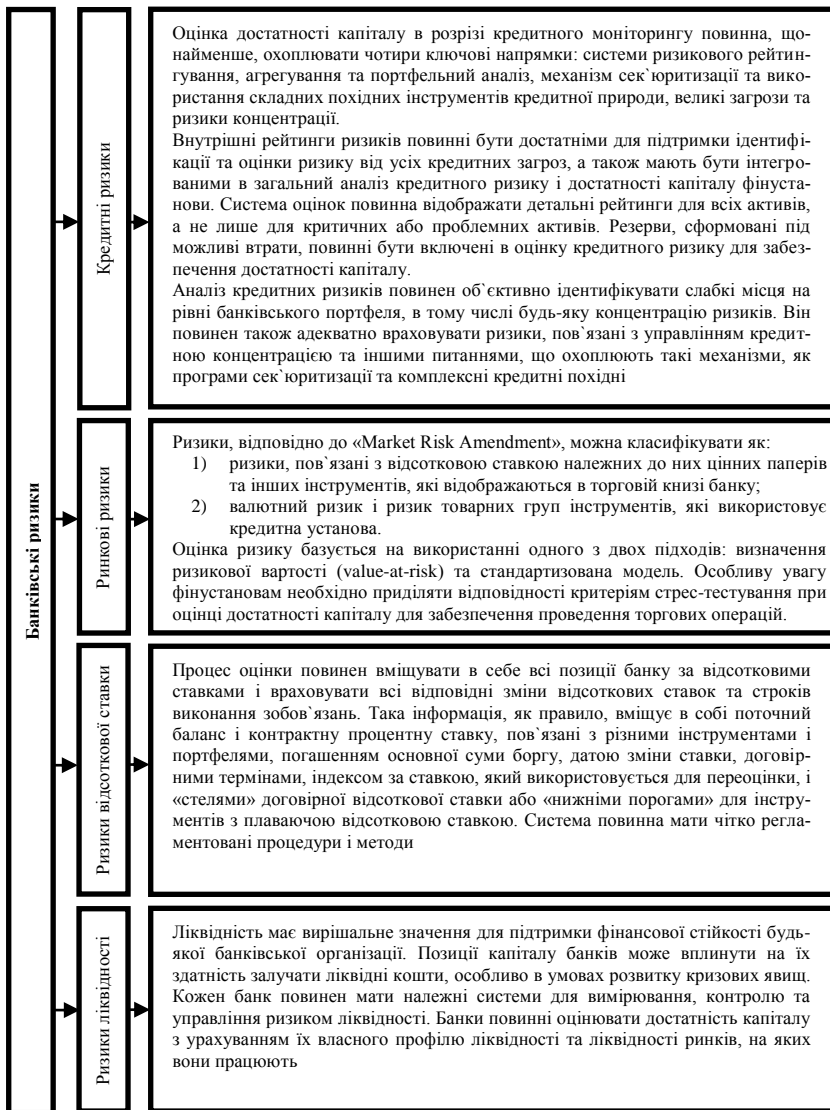 Банківські ризики
Кредитні ризики
Оцінка достатності капіталу в розрізі кредитного моніторингу повинна, що-
найменше, охоплювати чотири ключові напрямки: системи ризикового рейтин-
гування, агрегування та портфельний аналіз, механізм сек`юритизації та вико-
ристання складних похідних інструментів кредитної природи, великі загрози та
ризики концентрації.
Внутрішні рейтинги ризиків повинні бути достатніми для підтримки ідентифі-
кації та оцінки ризику від усіх кредитних загроз, а також мають бути інтегро-
ваними в загальний аналіз кредитного ризику і достатності капіталу фінуста-
нови. Система оцінок повинна відображати детальні рейтинги для всіх активів,
а не лише для критичних або проблемних активів. Резерви, сформовані під
можливі втрати, повинні бути включені в оцінку кредитного ризику для забез-
печення достатності капіталу.
Аналіз кредитних ризиків повинен об`єктивно ідентифікувати слабкі місця на
рівні банківського портфеля, в тому числі будь-яку концентрацію ризиків. Він
повинен також адекватно враховувати ризики, пов`язані з управлінням кредит-
ною концентрацією та іншими питаннями, що охоплюють такі механізми, як
програми сек`юритизації та комплексні кредитні похідні
Ринкові ризики
Ризики, відповідно до «Market Risk Amendment», можна класифікувати як:
1) ризики, пов`язані з відсотковою ставкою належних до них цінних паперів
та інших інструментів, які відображаються в торгій книзі банку;
2) валютний ризик і ризик товарних груп інструментів, які використовує
кредитна установа.
Оцінка ризику базується на використанні одного з двох підходів: визначення
ризикової вартості (value-at-risk) та стандартизована модель. Особливу увагу
фінустановам необхідно приділяти відповідності критеріям стрес-тестування при
оцінці достатності капіталу для забезпечення проведення торгових операцій.
Ризики відсоткової ставки
Процес оцінки повинен вміщувати в себе всі позиції банку за відсотковими
ставками і враховувати всі відповідні зміни відсоткових ставок та строків
виконання зобов`язань. Така інформація, як правило, вміщує в собі поточний
баланс і контрактну процентну ставку, пов`язані з різними інструментами і
портфелями, погашенням основної суми боргу, датою зміни ставки, договір-
ними термінами, індексом за ставкою, який використовується для переоцінки, і
«стелями» договірної відсоткової ставки або «нижніми порогами» для інстру-
ментів з плаваючою відсотковою ставкою. Система повинна мати чітко регла-
ментовані процедури і методи
Ризики ліквідності
Ліквідність має вирішальне значення для підтримки фінансової стійкості будь-
якої банківської організації. Позиції капіталу банків може вплинути на їх
здатність залучати ліквідні кошти, особливо в умовах розвитку кризових явищ.
Кожен банк повинен мати належні системи для вимірювання, контролю та
управління ризиком ліквідності. Банки повинні оцінювати достатність капіталу
з урахуванням їх власного профілю ліквідності та ліквідності ринків, на яких
вони працюють